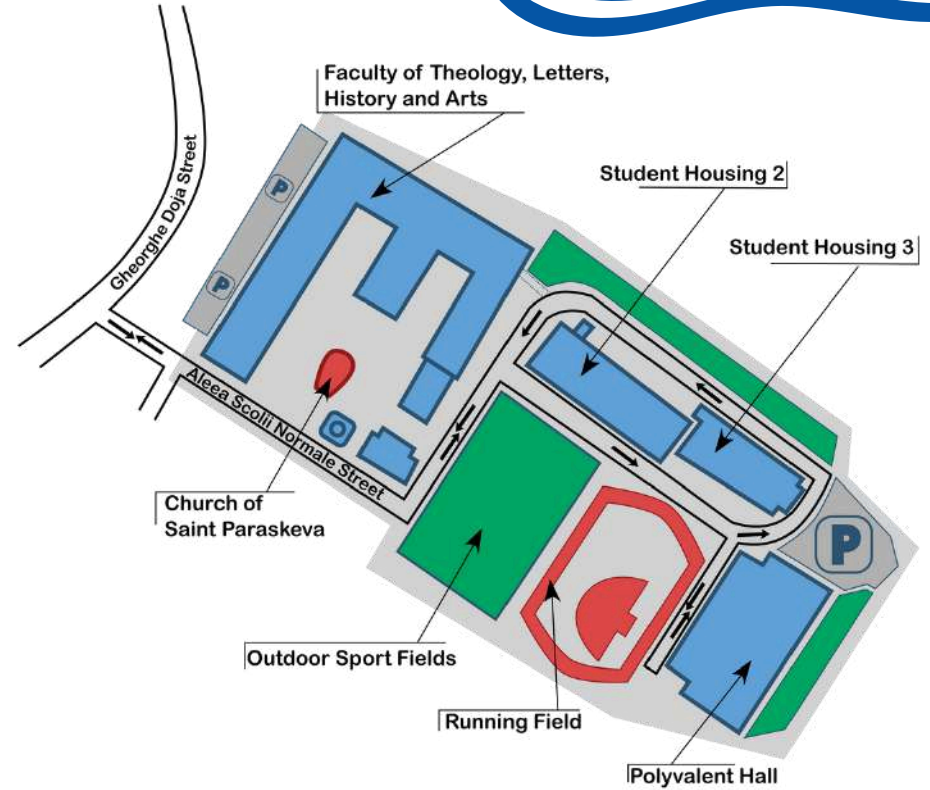 Faculty of Theology, Letters,
History and Arts
Student Housing 2
Gheorghe Doja Street
P
Student Housing 3
P
Aleea Scolii Normale Street
Church of
Saint Paraskeva
P
Outdoor Sport Fields
Running Field
Polyvalent Hall